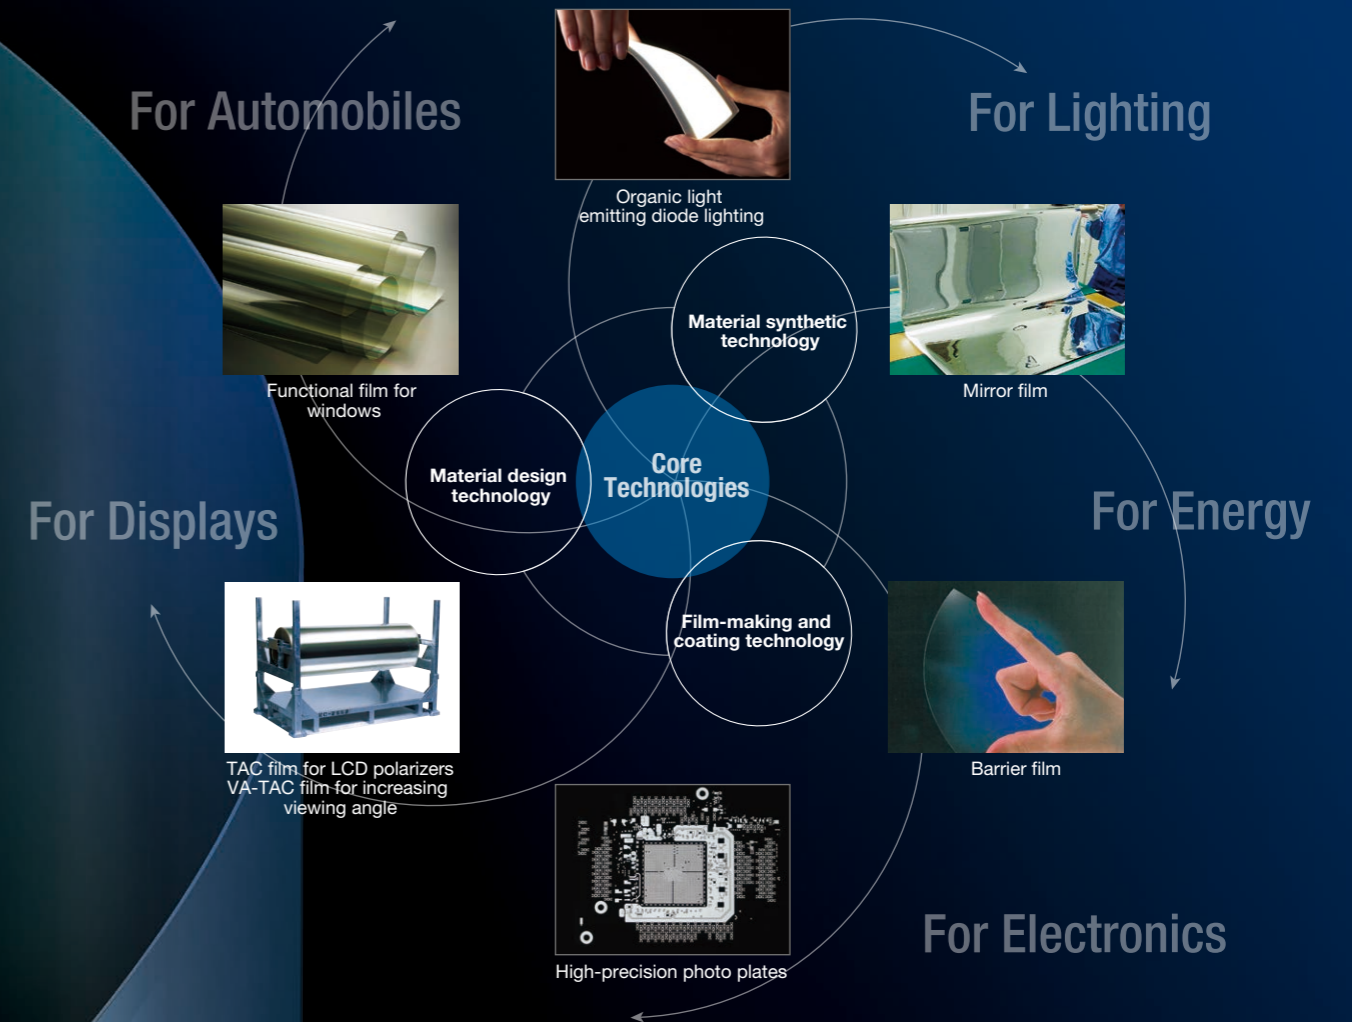 For Automobiles
For Lighting
Organic light
emitting diode lighting
Functional film for
windows
Material synthetic
technology
Mirror film
Core
Technologies
Material design
technology
For Displays
For Energy
Film-making and
coating technology
TAC film for LCD polarizers
VA-TAC film for increasing
viewing angle
Barrier film
High-precision photo plates
For Electronics